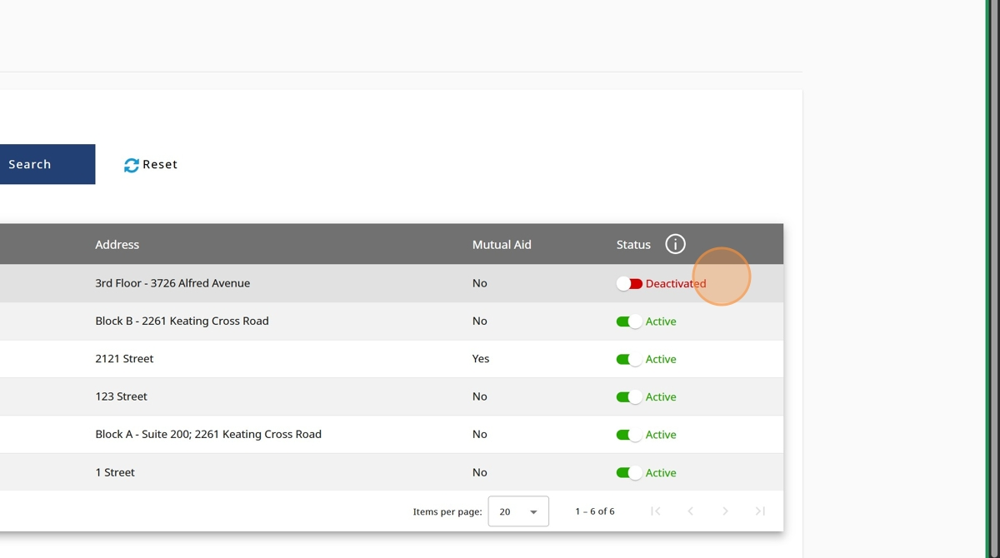 Search Reset
Address Mutual Aid Status
3rd Floor - 3726 Alfred Avenue No Deactivated
Block B - 2261 Keating Cross Road No Active
2121 Street Yes Active
123 Street No Active
Block A - Suite 200; 2261 Keating Cross Road No Active
1 Street No Active
Items per page: 20 1 – 6 of 6